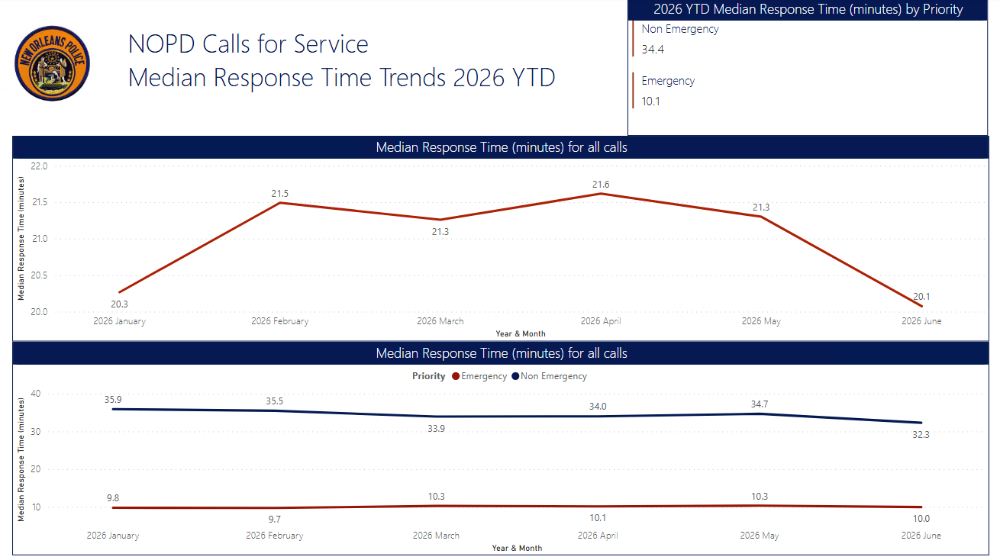 NEW ORLEANS POLICE
NOPD Calls for Service
Median Response Time Trends 2026 YTD
2026 YTD Median Response Time (minutes) by Priority
Non Emergency
34.4
Emergency
10.1
Median Response Time (minutes) for all calls
Median Response Time (minutes)
22.0
21.5
21.0
20.5
20.0
20.3
21.5
21.3
21.6
21.3
20.1
2026 January 2026 February 2026 March 2026 April 2026 May 2026 June
Year & Month
Median Response Time (minutes) for all calls
Priority Emergency Non Emergency
Median Response Time (minutes)
40
30
20
10
35.9
35.5
33.9
34.0
34.7
32.3
9.8
9.7
10.3
10.1
10.3
10.0
2026 January 2026 February 2026 March 2026 April 2026 May 2026 June
Year & Month